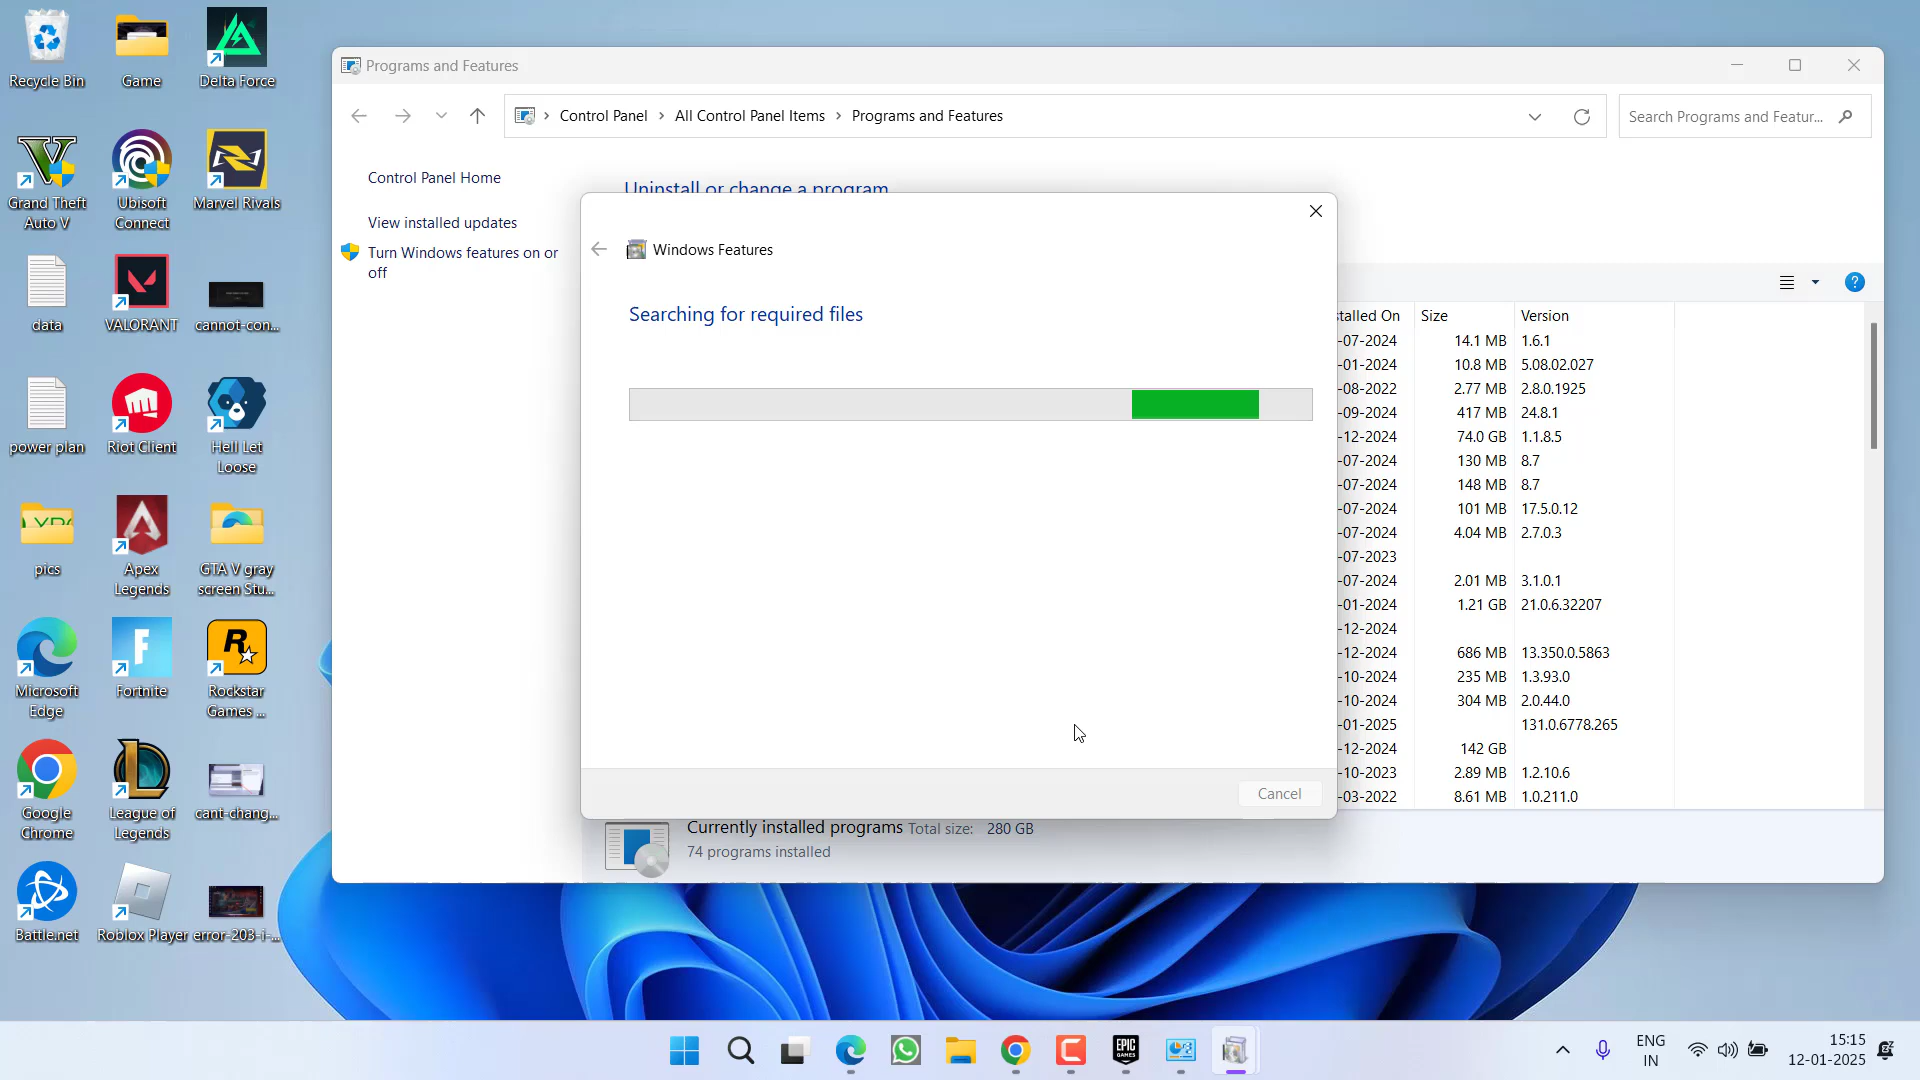 Recycle Bin
Game
Delta Force
Grand Theft
Auto V
Ubisoft
Connect
Marvel Rivals
data
VALORANT
cannot-con...
power plan
Riot Client
Hell Let
Loose
pics
Apex
Legends
GTA V gray
screen Stu...
Microsoft
Edge
Fortnite
Rockstar
Games ...
Google
Chrome
League of
Legends
cant-chang...
Battle.net
Roblox Player
error-203-i-...
Programs and Features
Control Panel
All Control Panel Items
Programs and Features
Search Programs and Featur...
Control Panel Home
View installed updates
Turn Windows features on or
off
Uninstall or change a program
Windows Features
Searching for required files
Cancel
stalled On Size Version
-07-2024 14.1 MB 1.6.1
-01-2024 10.8 MB 5.08.02.027
-08-2022 2.77 MB 2.8.0.1925
-09-2024 417 MB 24.8.1
-12-2024 74.0 GB 1.1.8.5
-07-2024 130 MB 8.7
-07-2024 148 MB 8.7
-07-2024 101 MB 17.5.0.12
-07-2024 4.04 MB 2.7.0.3
-07-2023
-07-2024 2.01 MB 3.1.0.1
-01-2024 1.21 GB 21.0.6.32207
-12-2024
-12-2024 686 MB 13.350.0.5863
-10-2024 235 MB 1.3.93.0
-10-2024 304 MB 2.0.44.0
-01-2025 131.0.6778.265
-12-2024 142 GB
-10-2023 2.89 MB 1.2.10.6
-03-2022 8.61 MB 1.0.211.0
Currently installed programs Total size: 280 GB
74 programs installed
EPIC
GAMES
ENG
IN
15:15
12-01-2025